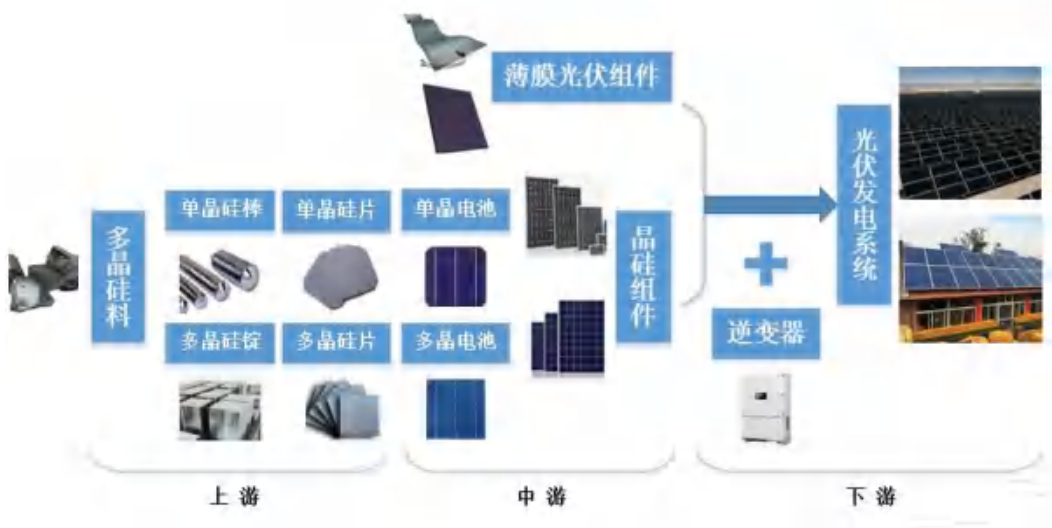 薄膜光伏组件
单晶硅棒
单晶硅片
单晶电池
多晶硅料
晶硅组件
光伏发电系统
多晶硅锭
多晶硅片
多晶电池
逆变器
上游
中游
下游